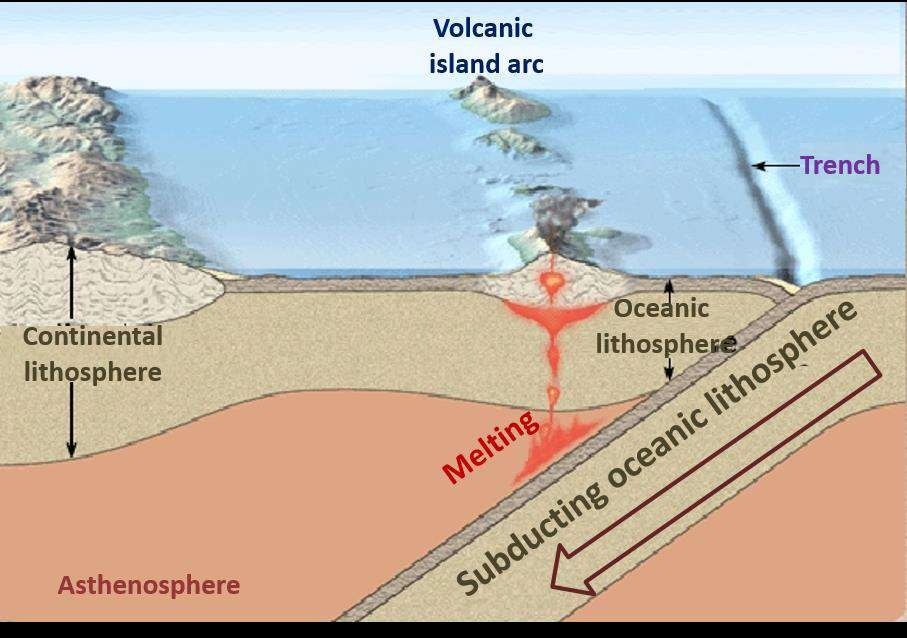 Volcanic
island arc
Trench
Continental
lithosphere
Oceanic
lithosphere
Melting
Subducting oceanic lithosphere
Asthenosphere